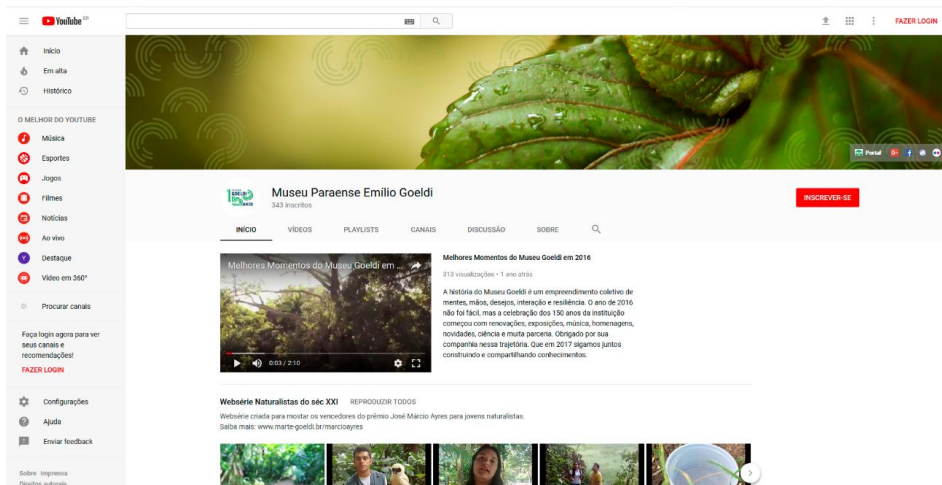 YouTube BR
FAZER LOGIN
Início
Em alta
Histórico
O MELHOR DO YOUTUBE
Música
Esportes
Jogos
Filmes
Notícias
Ao vivo
Destaque
Vídeo em 360°
Procurar canais
Faça login agora para ver
seus canais e
recomendações!
FAZER LOGIN
Configurações
Ajuda
Enviar feedback
Sobre Imprensa
Direitos autorais
Portal
Museu Paraense Emílio Goeldi
343 inscritos
INSCREVER-SE
INÍCIO VÍDEOS PLAYLISTS CANAIS DISCUSSÃO SOBRE
Melhores Momentos do Museu Goeldi em ...
0:03 / 2:10
Melhores Momentos do Museu Goeldi em 2016
313 visualizações • 1 ano atrás
A história do Museu Goeldi é um empreendimento coletivo de
mentes, mãos, desejos, interação e resiliência. O ano de 2016
não foi fácil, mas a celebração dos 150 anos da instituição
começou com renovações, exposições, música, homenagens,
novidades, ciência e muita parceria. Obrigado por sua
companhia nessa trajetória. Que em 2017 sigamos juntos
construindo e compartilhando conhecimentos.
Websérie Naturalistas do séc XXI REPRODUZIR TODOS
Websérie criada para mostar os vencedores do prêmio José Márcio Ayres para jovens naturalistas.
Saiba mais: www.marte-goeldi.br/marcioayres